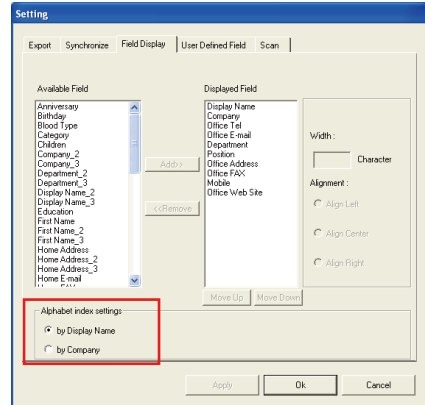 Setting
Export Synchronize Field Display User Defined Field Scan
Available Field
Anniversary
Birthday
Blood Type
Category
Children
Company_2
Company_3
Department_2
Department_3
Display Name_2
Display Name_3
Education
First Name
First Name_2
First Name_3
Home Address
Home Address_2
Home Address_3
Home E-mail
Add>>
<<Remove
Displayed Field
Display Name
Company
Office Tel
Office E-mail
Department
Position
Office Address
Office FAX
Mobile
Office Web Site
Move Up Move Down
Width :
Character
Alignment :
Align Left
Align Center
Align Right
Alphabet index settings
by Display Name
by Company
Apply Ok Cancel